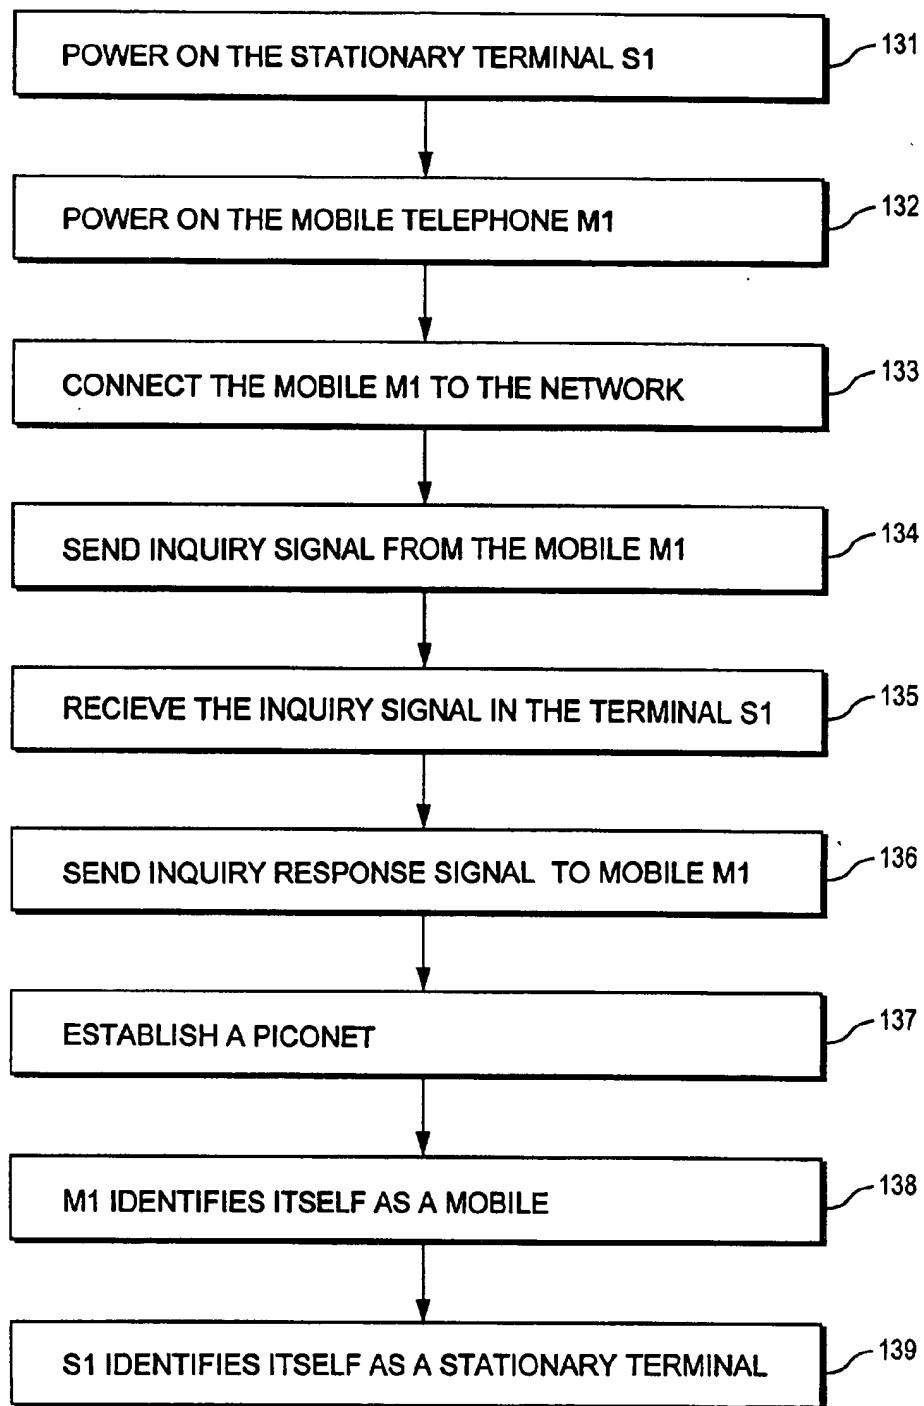 POWER ON THE STATIONARY TERMINAL S1
131
POWER ON THE MOBILE TELEPHONE M1
132
CONNECT THE MOBILE M1 TO THE NETWORK
133
SEND INQUIRY SIGNAL FROM THE MOBILE M1
134
RECIEVE THE INQUIRY SIGNAL IN THE TERMINAL S1
135
SEND INQUIRY RESPONSE SIGNAL TO MOBILE M1
136
ESTABLISH A PICONET
137
M1 IDENTIFIES ITSELF AS A MOBILE
138
S1 IDENTIFIES ITSELF AS A STATIONARY TERMINAL
139